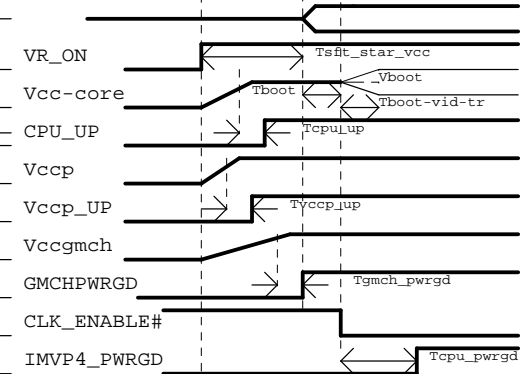 VR_ON
Tsft_star_vcc
Vcc-core
Tboot
Vboot
Tboot-vid-tr
CPU_UP
Tcpu_up
Vccp
Vccp_UP
Tvccp_up
Vccgmch
GMCHPWRGD
Tgmch_pwrgd
CLK_ENABLE#
IMVP4_PWRGD
Tcpu_pwrgd